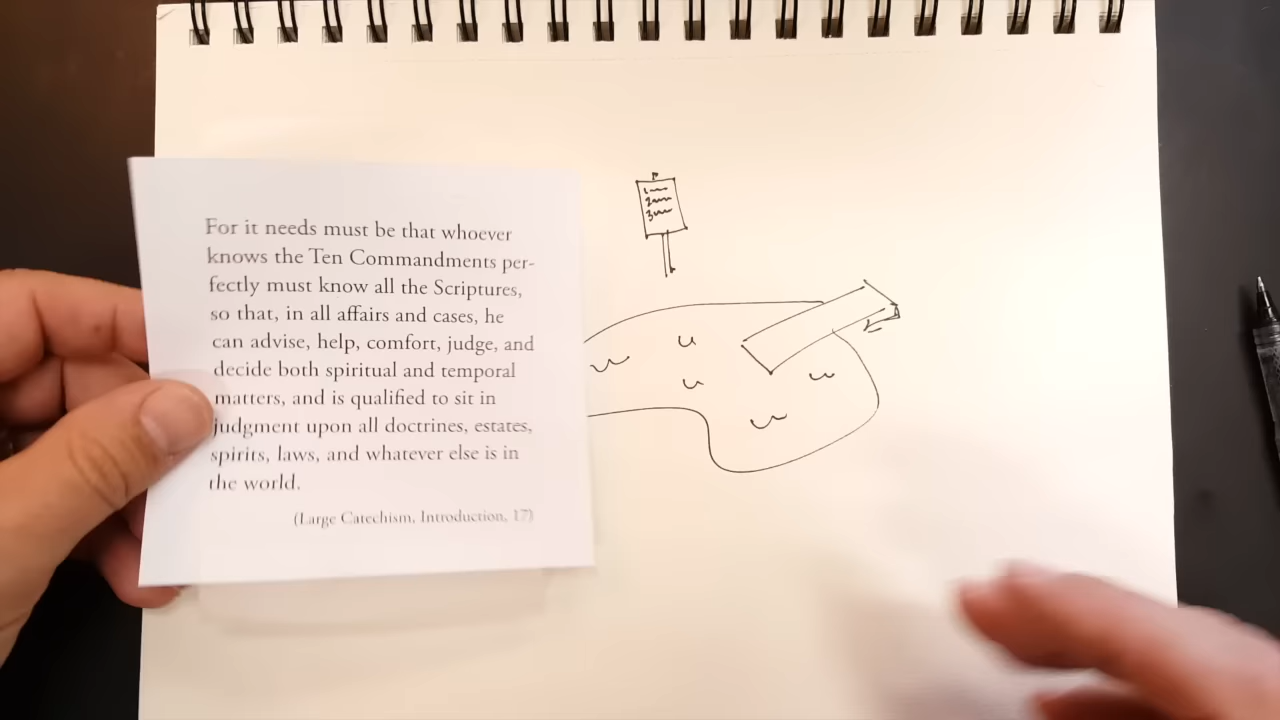 For it needs must be that whoever
knows the Ten Commandments per-
fectly must know all the Scriptures,
so that, in all affairs and cases, he
can advise, help, comfort, judge, and
decide both spiritual and temporal
matters, and is qualified to sit in
judgment upon all doctrines, estates,
spirits, laws, and whatever else is in
the world.
(Large Catechism, Introduction, 17)
1
2
3